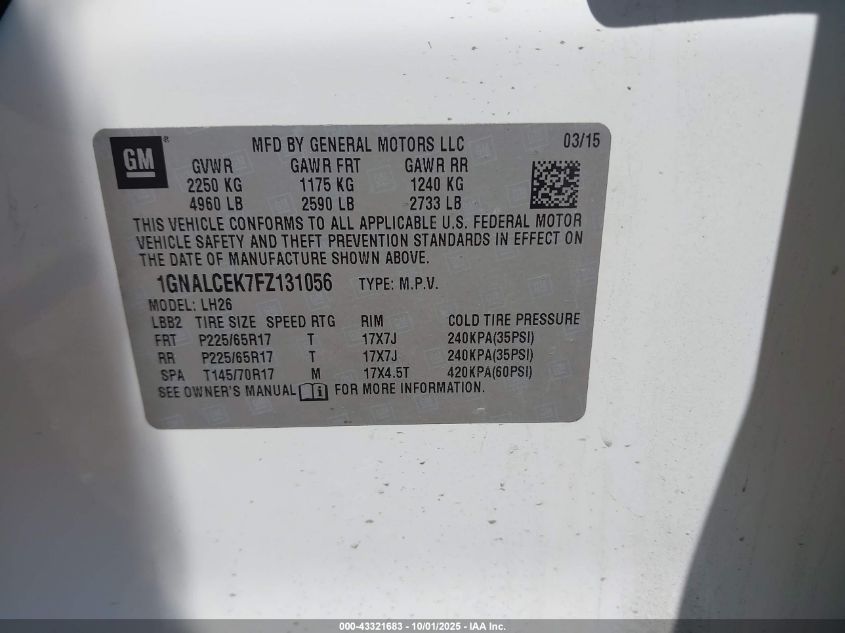 GM ®
MFD BY GENERAL MOTORS LLC 03/15
GVWR GAWR FRT GAWR RR
2250 KG 1175 KG 1240 KG
4960 LB 2590 LB 2733 LB
THIS VEHICLE CONFORMS TO ALL APPLICABLE U.S. FEDERAL MOTOR
VEHICLE SAFETY AND THEFT PREVENTION STANDARDS IN EFFECT ON
THE DATE OF MANUFACTURE SHOWN ABOVE.
1GNALCEK7FZ131056 TYPE: M.P.V.
MODEL: LH26
LBB2 TIRE SIZE SPEED RTG RIM COLD TIRE PRESSURE
FRT P225/65R17 T 17X7J 240KPA(35PSI)
RR P225/65R17 T 17X7J 240KPA(35PSI)
SPA T145/70R17 M 17X4.5T 420KPA(60PSI)
SEE OWNER'S MANUAL i FOR MORE INFORMATION.
000-43321683 - 10/01/2025 - IAA Inc.